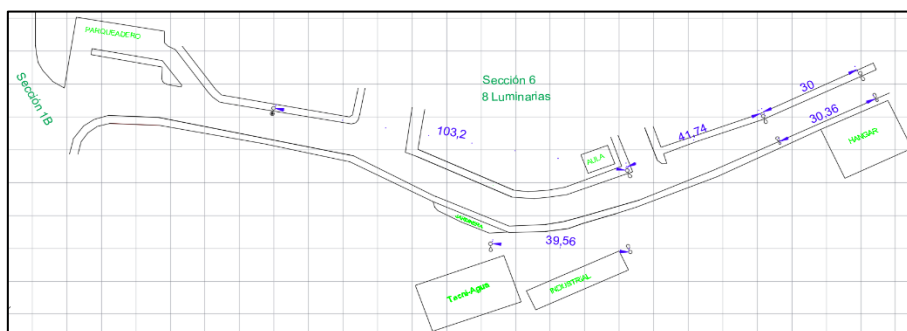 PARQUEADERO
Sección 1B
Sección 6
8 Luminarias
103,2
30
41,74
30,36
HANGAR
AULA
39,56
Terre-Agua
INDUSTRIAL